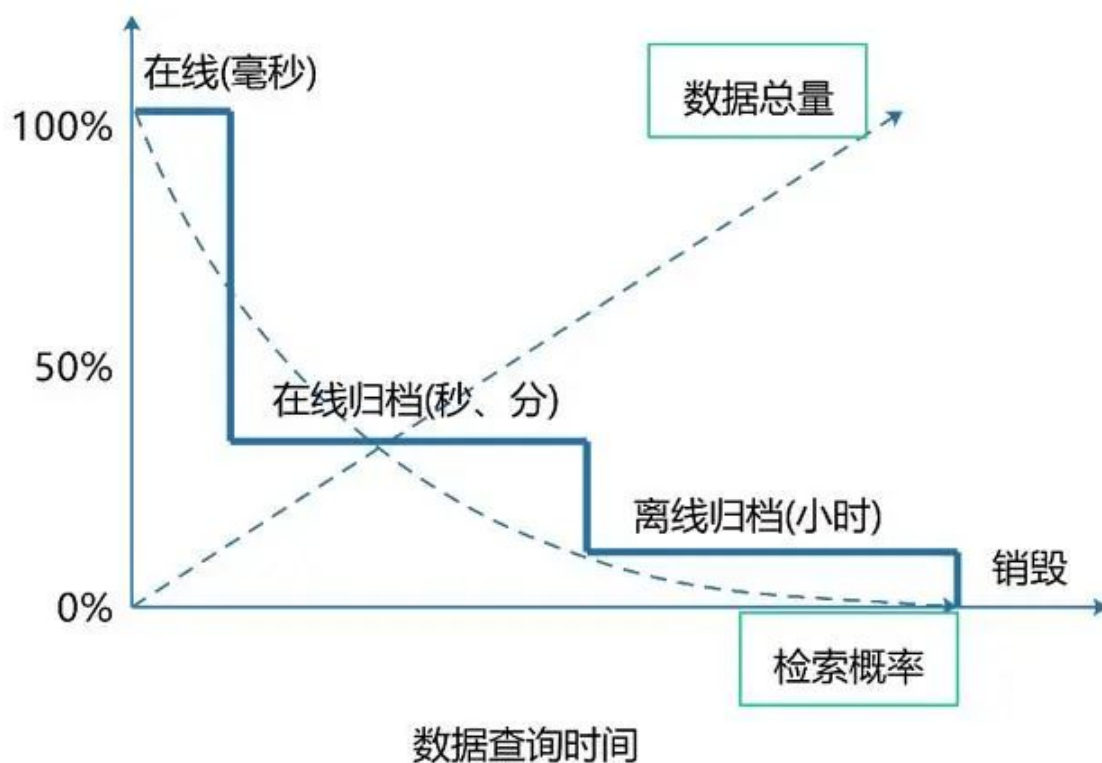 在线(毫秒)
数据总量
100%
50%
在线归档(秒、分)
离线归档(小时)
销毁
0%
检索概率
数据查询时间